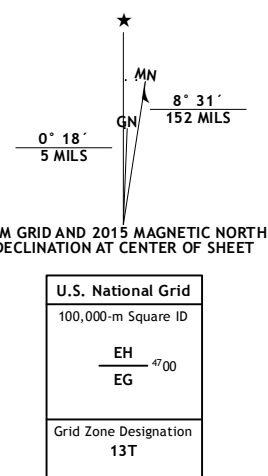 ★
MN
GN
8° 31´
152 MILS
0° 18´
5 MILS
M GRID AND 2015 MAGNETIC NORTH
DECLINATION AT CENTER OF SHEET
U.S. National Grid
100,000-m Square ID
EH
4700
EG
Grid Zone Designation
13T